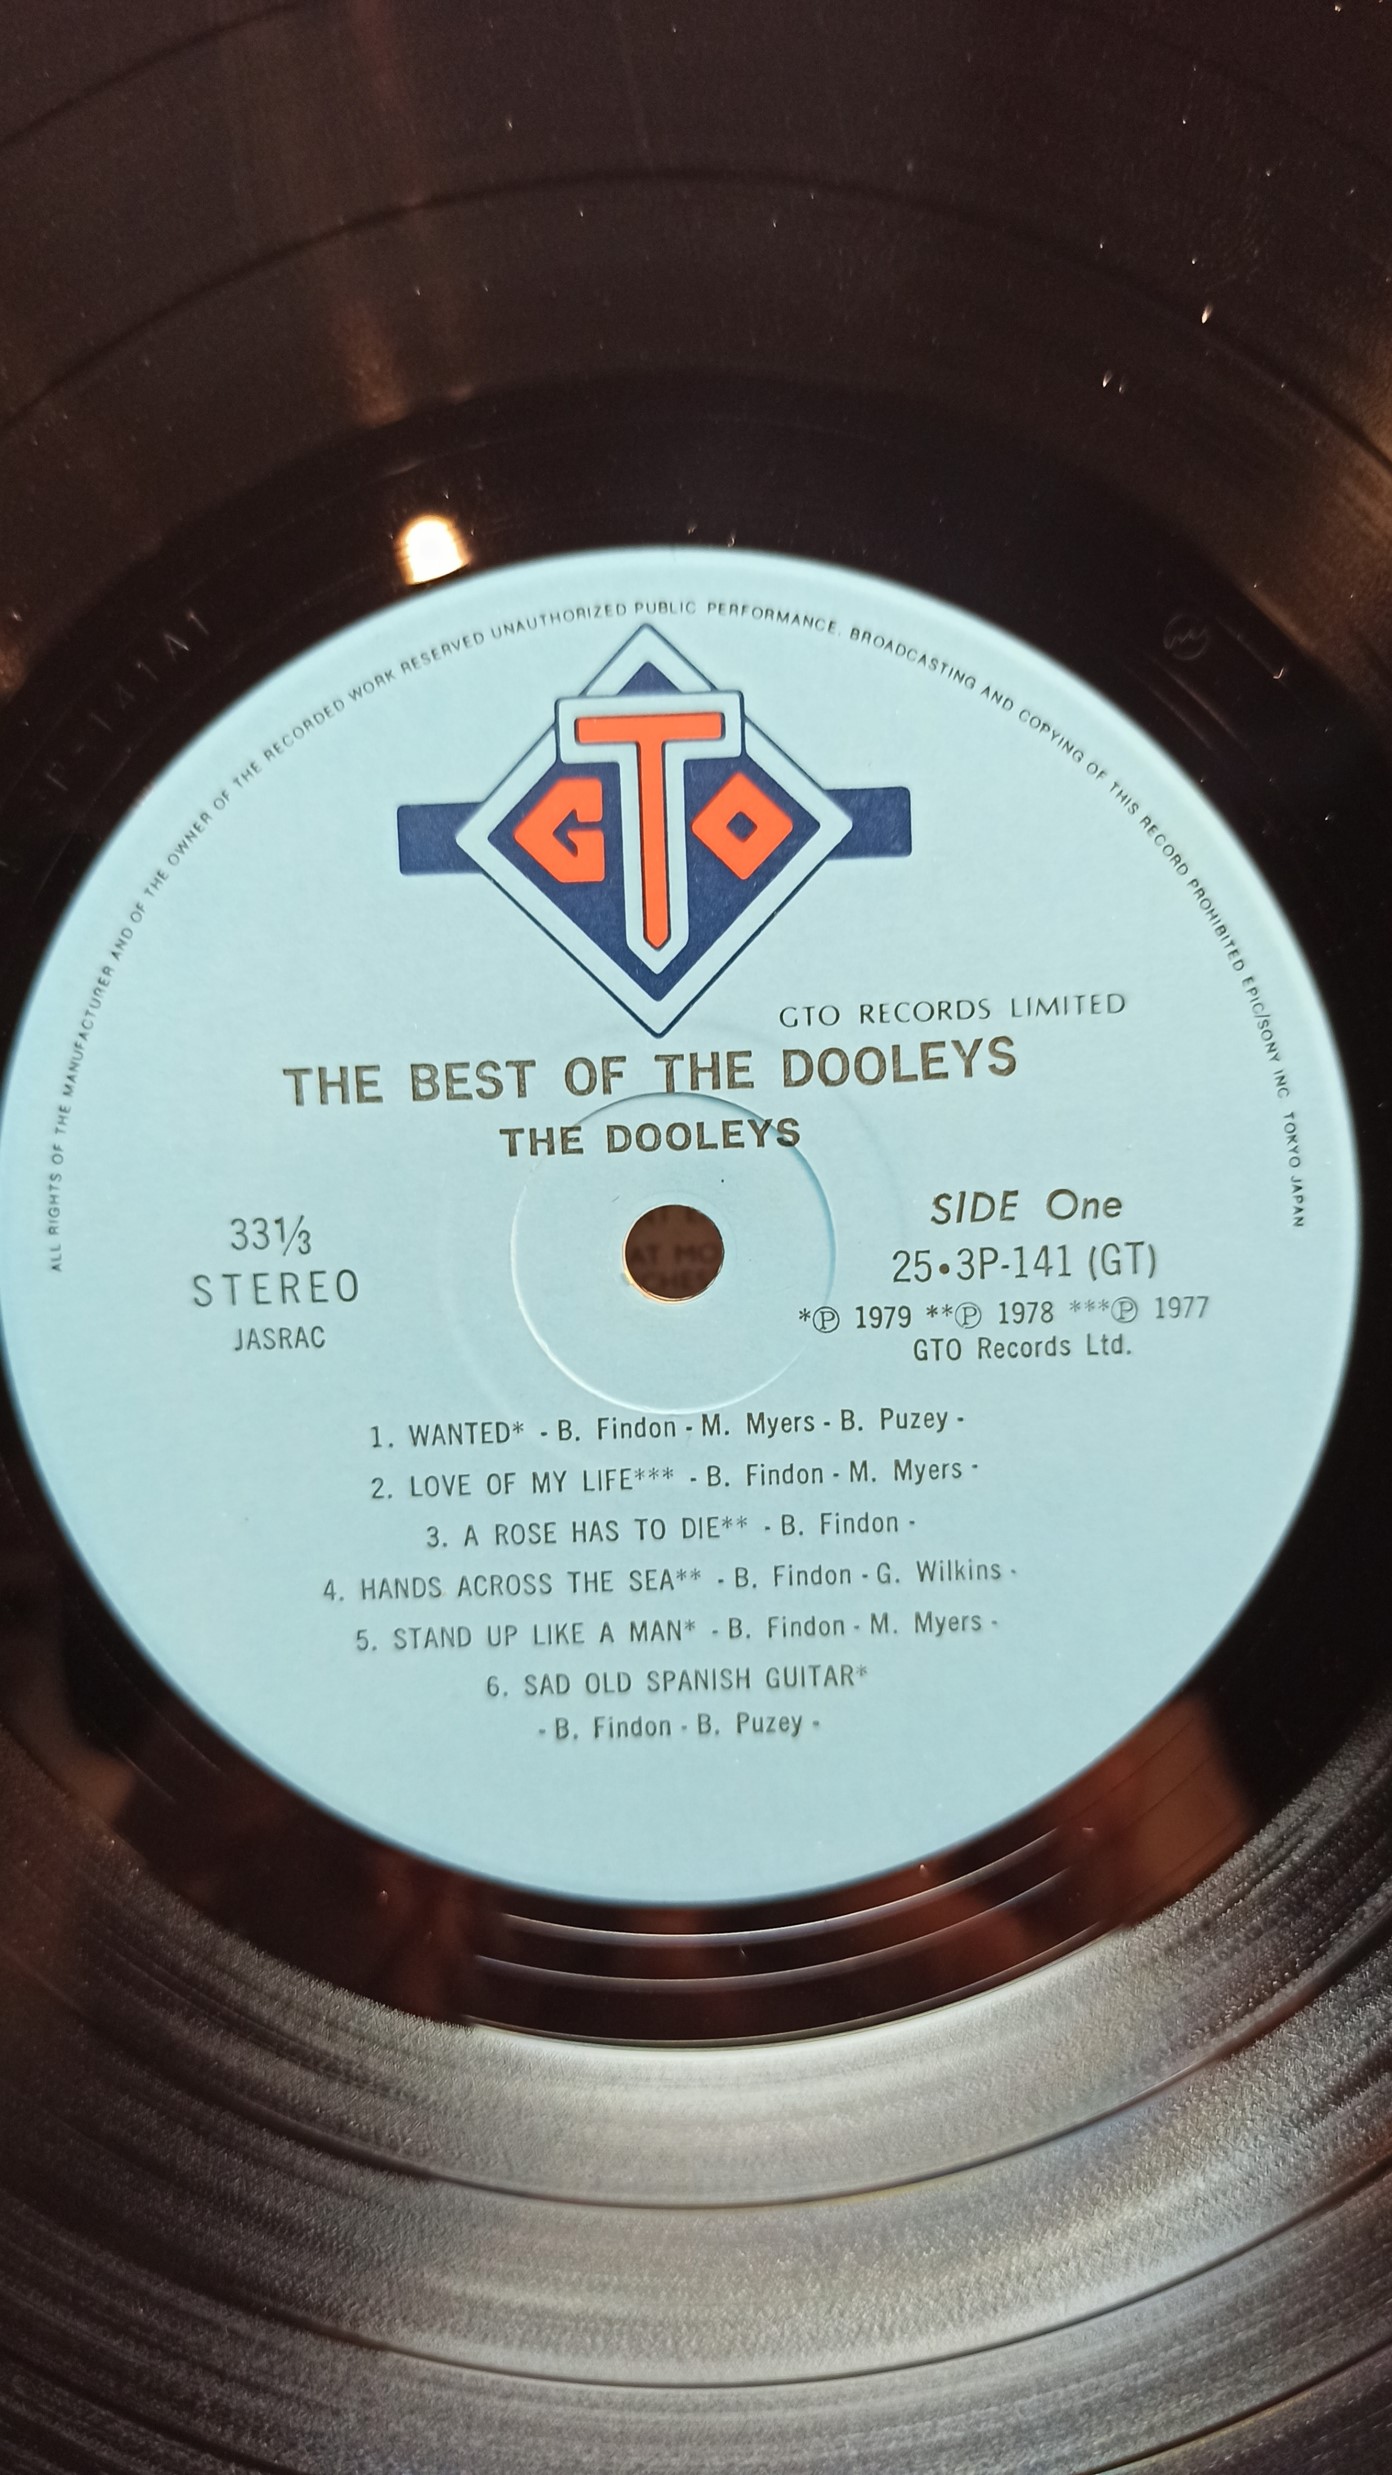 ALL RIGHTS OF THE MANUFACTURER AND OF THE OWNER OF THE RECORDED WORK RESERVED UNAUTHORIZED PUBLIC PERFORMANCE, BROADCASTING AND COPYING OF THIS RECORD PROHIBITED EPIC/SONY INC. TOKYO JAPAN
GTO
GTO RECORDS LIMITED
THE BEST OF THE DOOLEYS
THE DOOLEYS
33⅓
STEREO
JASRAC
SIDE One
25•3P-141 (GT)
*Ⓟ 1979 **Ⓟ 1978 ***Ⓟ 1977
GTO Records Ltd.
1. WANTED* - B. Findon - M. Myers - B. Puzey -
2. LOVE OF MY LIFE*** - B. Findon - M. Myers -
3. A ROSE HAS TO DIE** - B. Findon -
4. HANDS ACROSS THE SEA** - B. Findon - G. Wilkins -
5. STAND UP LIKE A MAN* - B. Findon - M. Myers -
6. SAD OLD SPANISH GUITAR*
- B. Findon - B. Puzey -